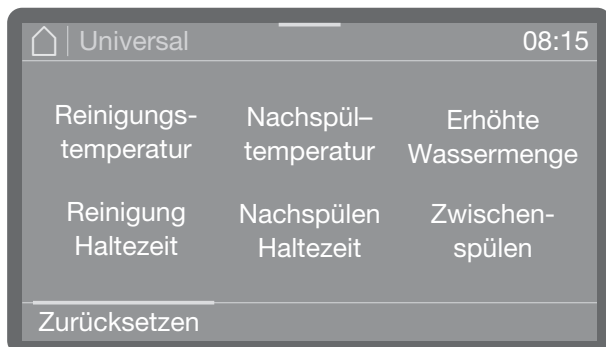 Universal 08:15
Reinigungs-
temperatur
Nachspül–
temperatur
Erhöhte
Wassermenge
Reinigung
Haltezeit
Nachspülen
Haltezeit
Zwischen-
spülen
Zurücksetzen